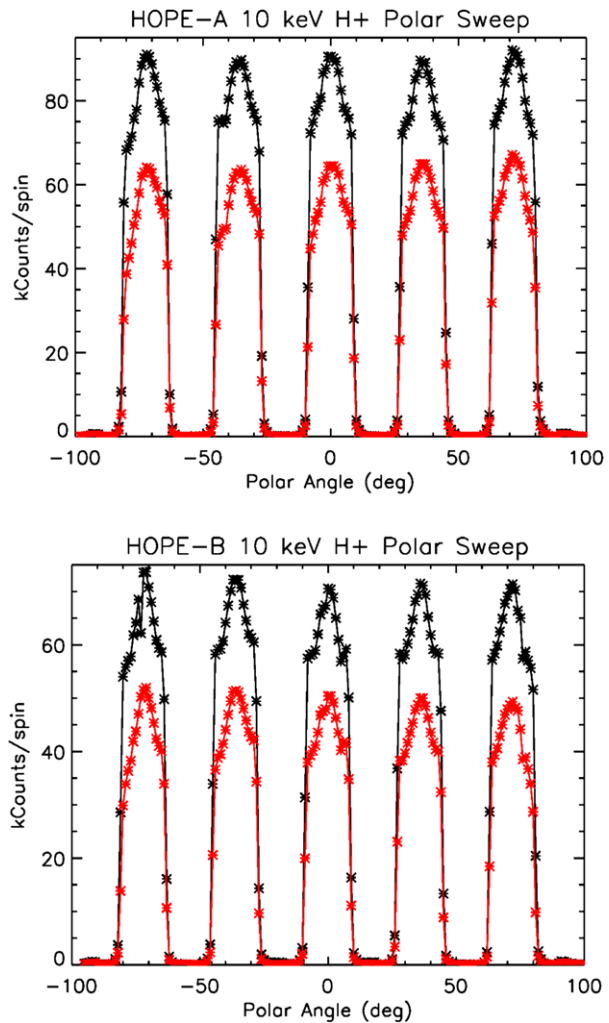 HOPE-A 10 keV H+ Polar Sweep
80
60
kCounts/spin
40
20
0
-100 -50 0 50 100
Polar Angle (deg)
HOPE-B 10 keV H+ Polar Sweep
60
kCounts/spin
40
20
0
-100 -50 0 50 100
Polar Angle (deg)